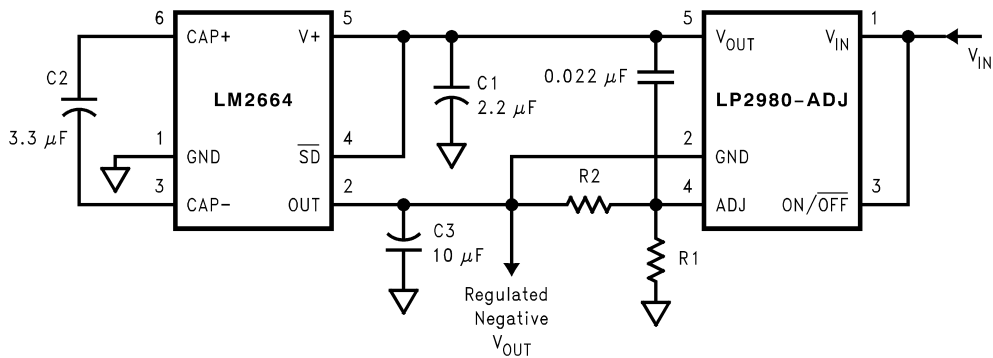 6
CAP+
V+
5
5
VOUT
VIN
1
VIN
C2
3.3 μF
LM2664
C1
2.2 μF
0.022 μF
LP2980-ADJ
1
GND
SD
4
2
GND
R2
3
CAP-
OUT
2
4
ADJ
ON/OFF
3
C3
10 μF
R1
Regulated
Negative
VOUT